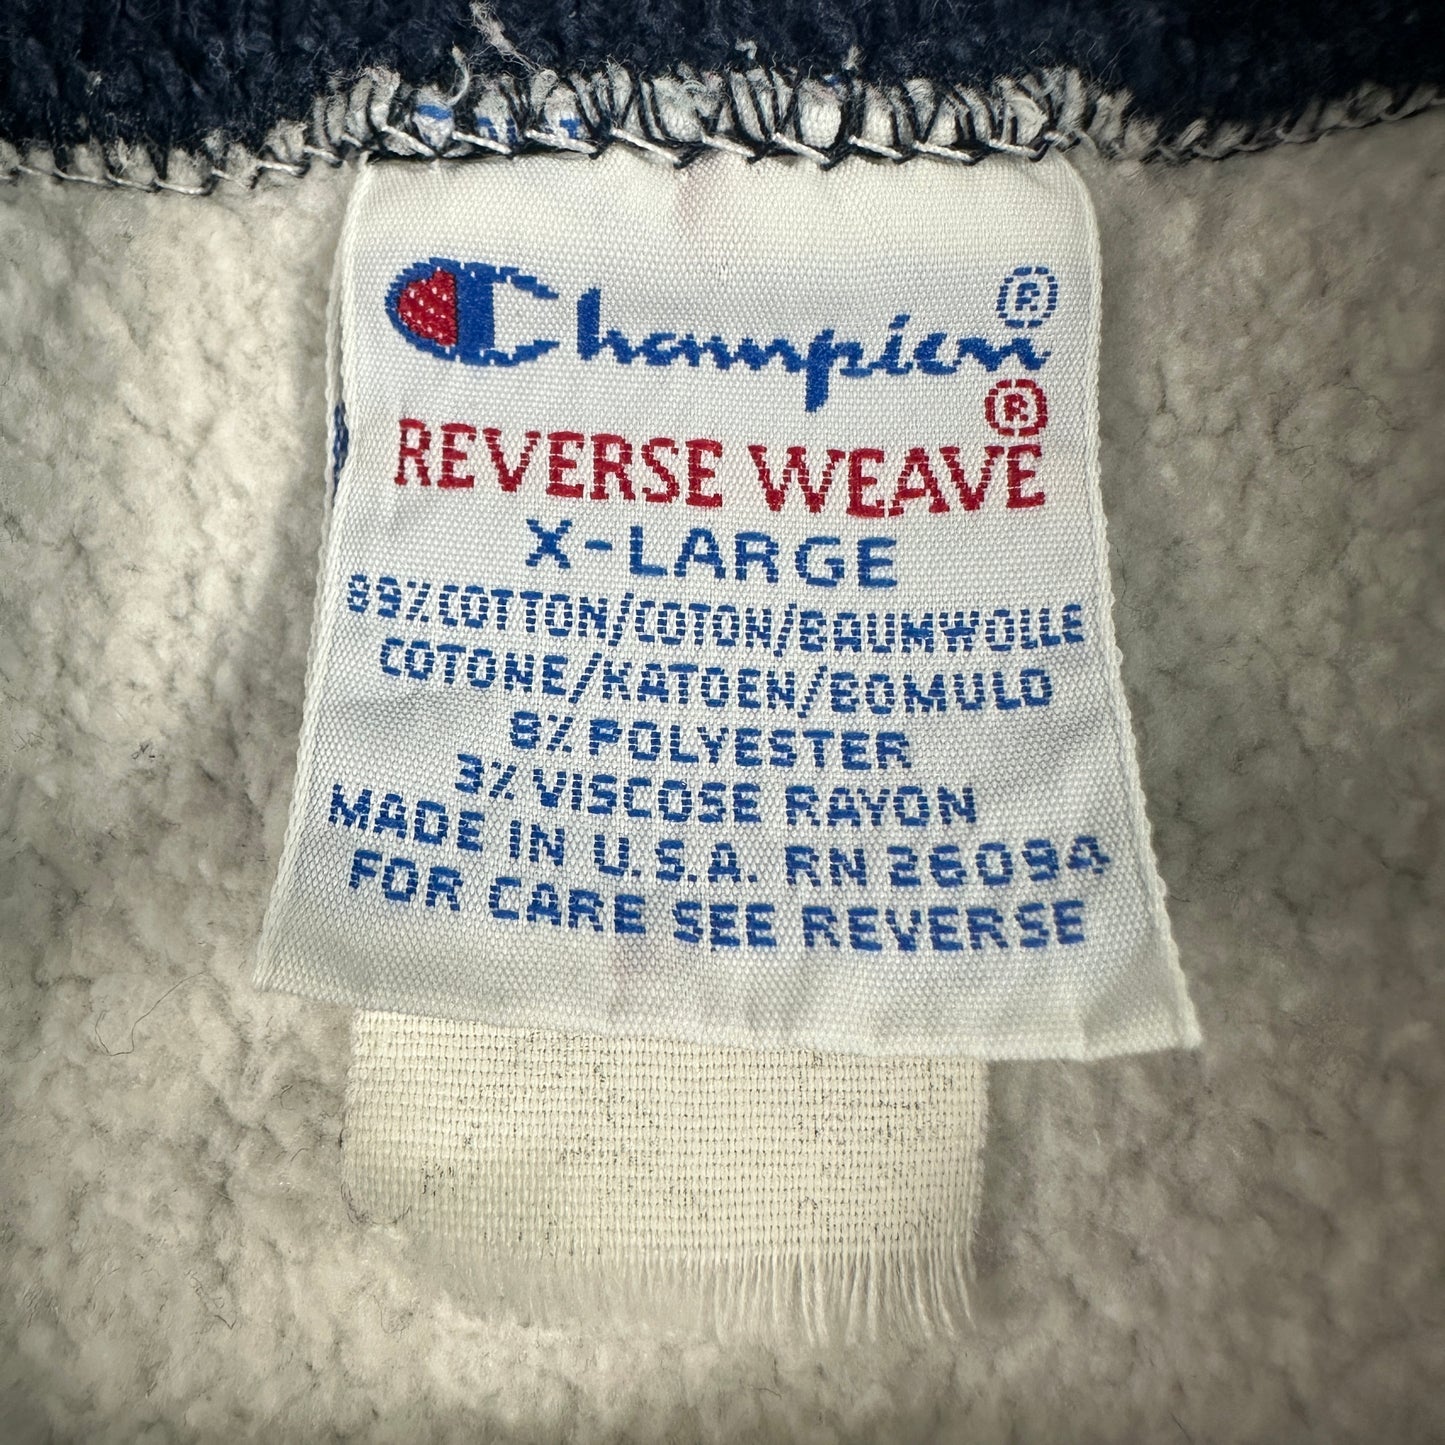 Champion®
REVERSE WEAVE®
X-LARGE
89% COTTON/COTON/BAUMWOLLE
COTONE/KATOEN/BOMULD
8% POLYESTER
3% VISCOSE RAYON
MADE IN U.S.A. RN 26094
FOR CARE SEE REVERSE